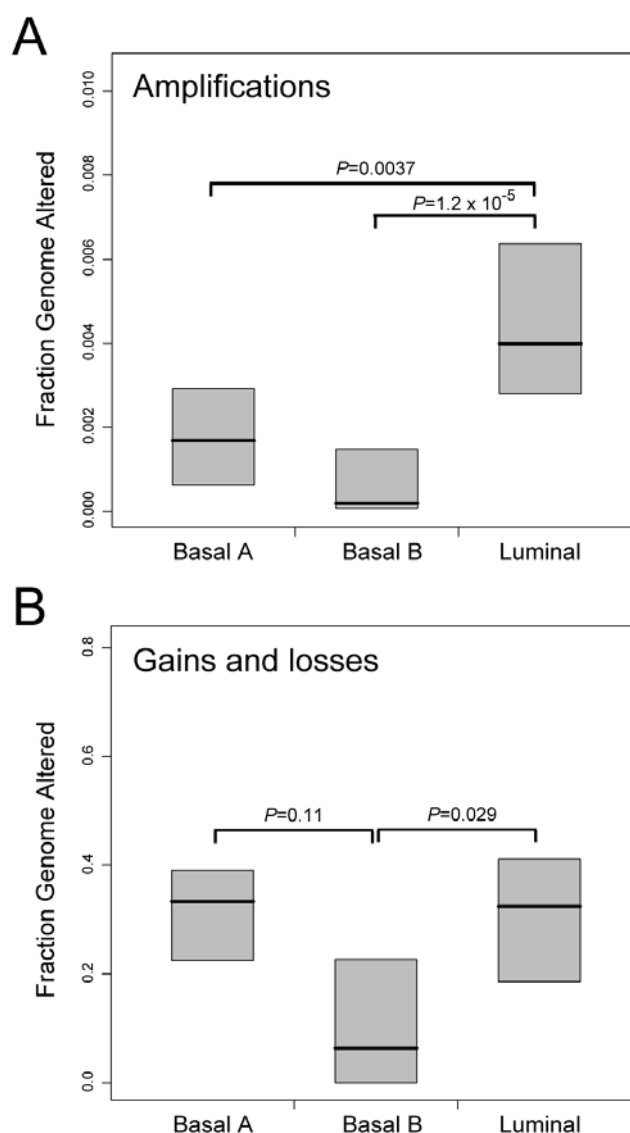 A
Amplifications
Fraction Genome Altered
0.010
0.008
0.006
0.004
0.002
0.000
P=0.0037
P=1.2 x 10⁻⁵
Basal A Basal B Luminal
B
Gains and losses
Fraction Genome Altered
0.8
0.6
0.4
0.2
0.0
P=0.11 P=0.029
Basal A Basal B Luminal